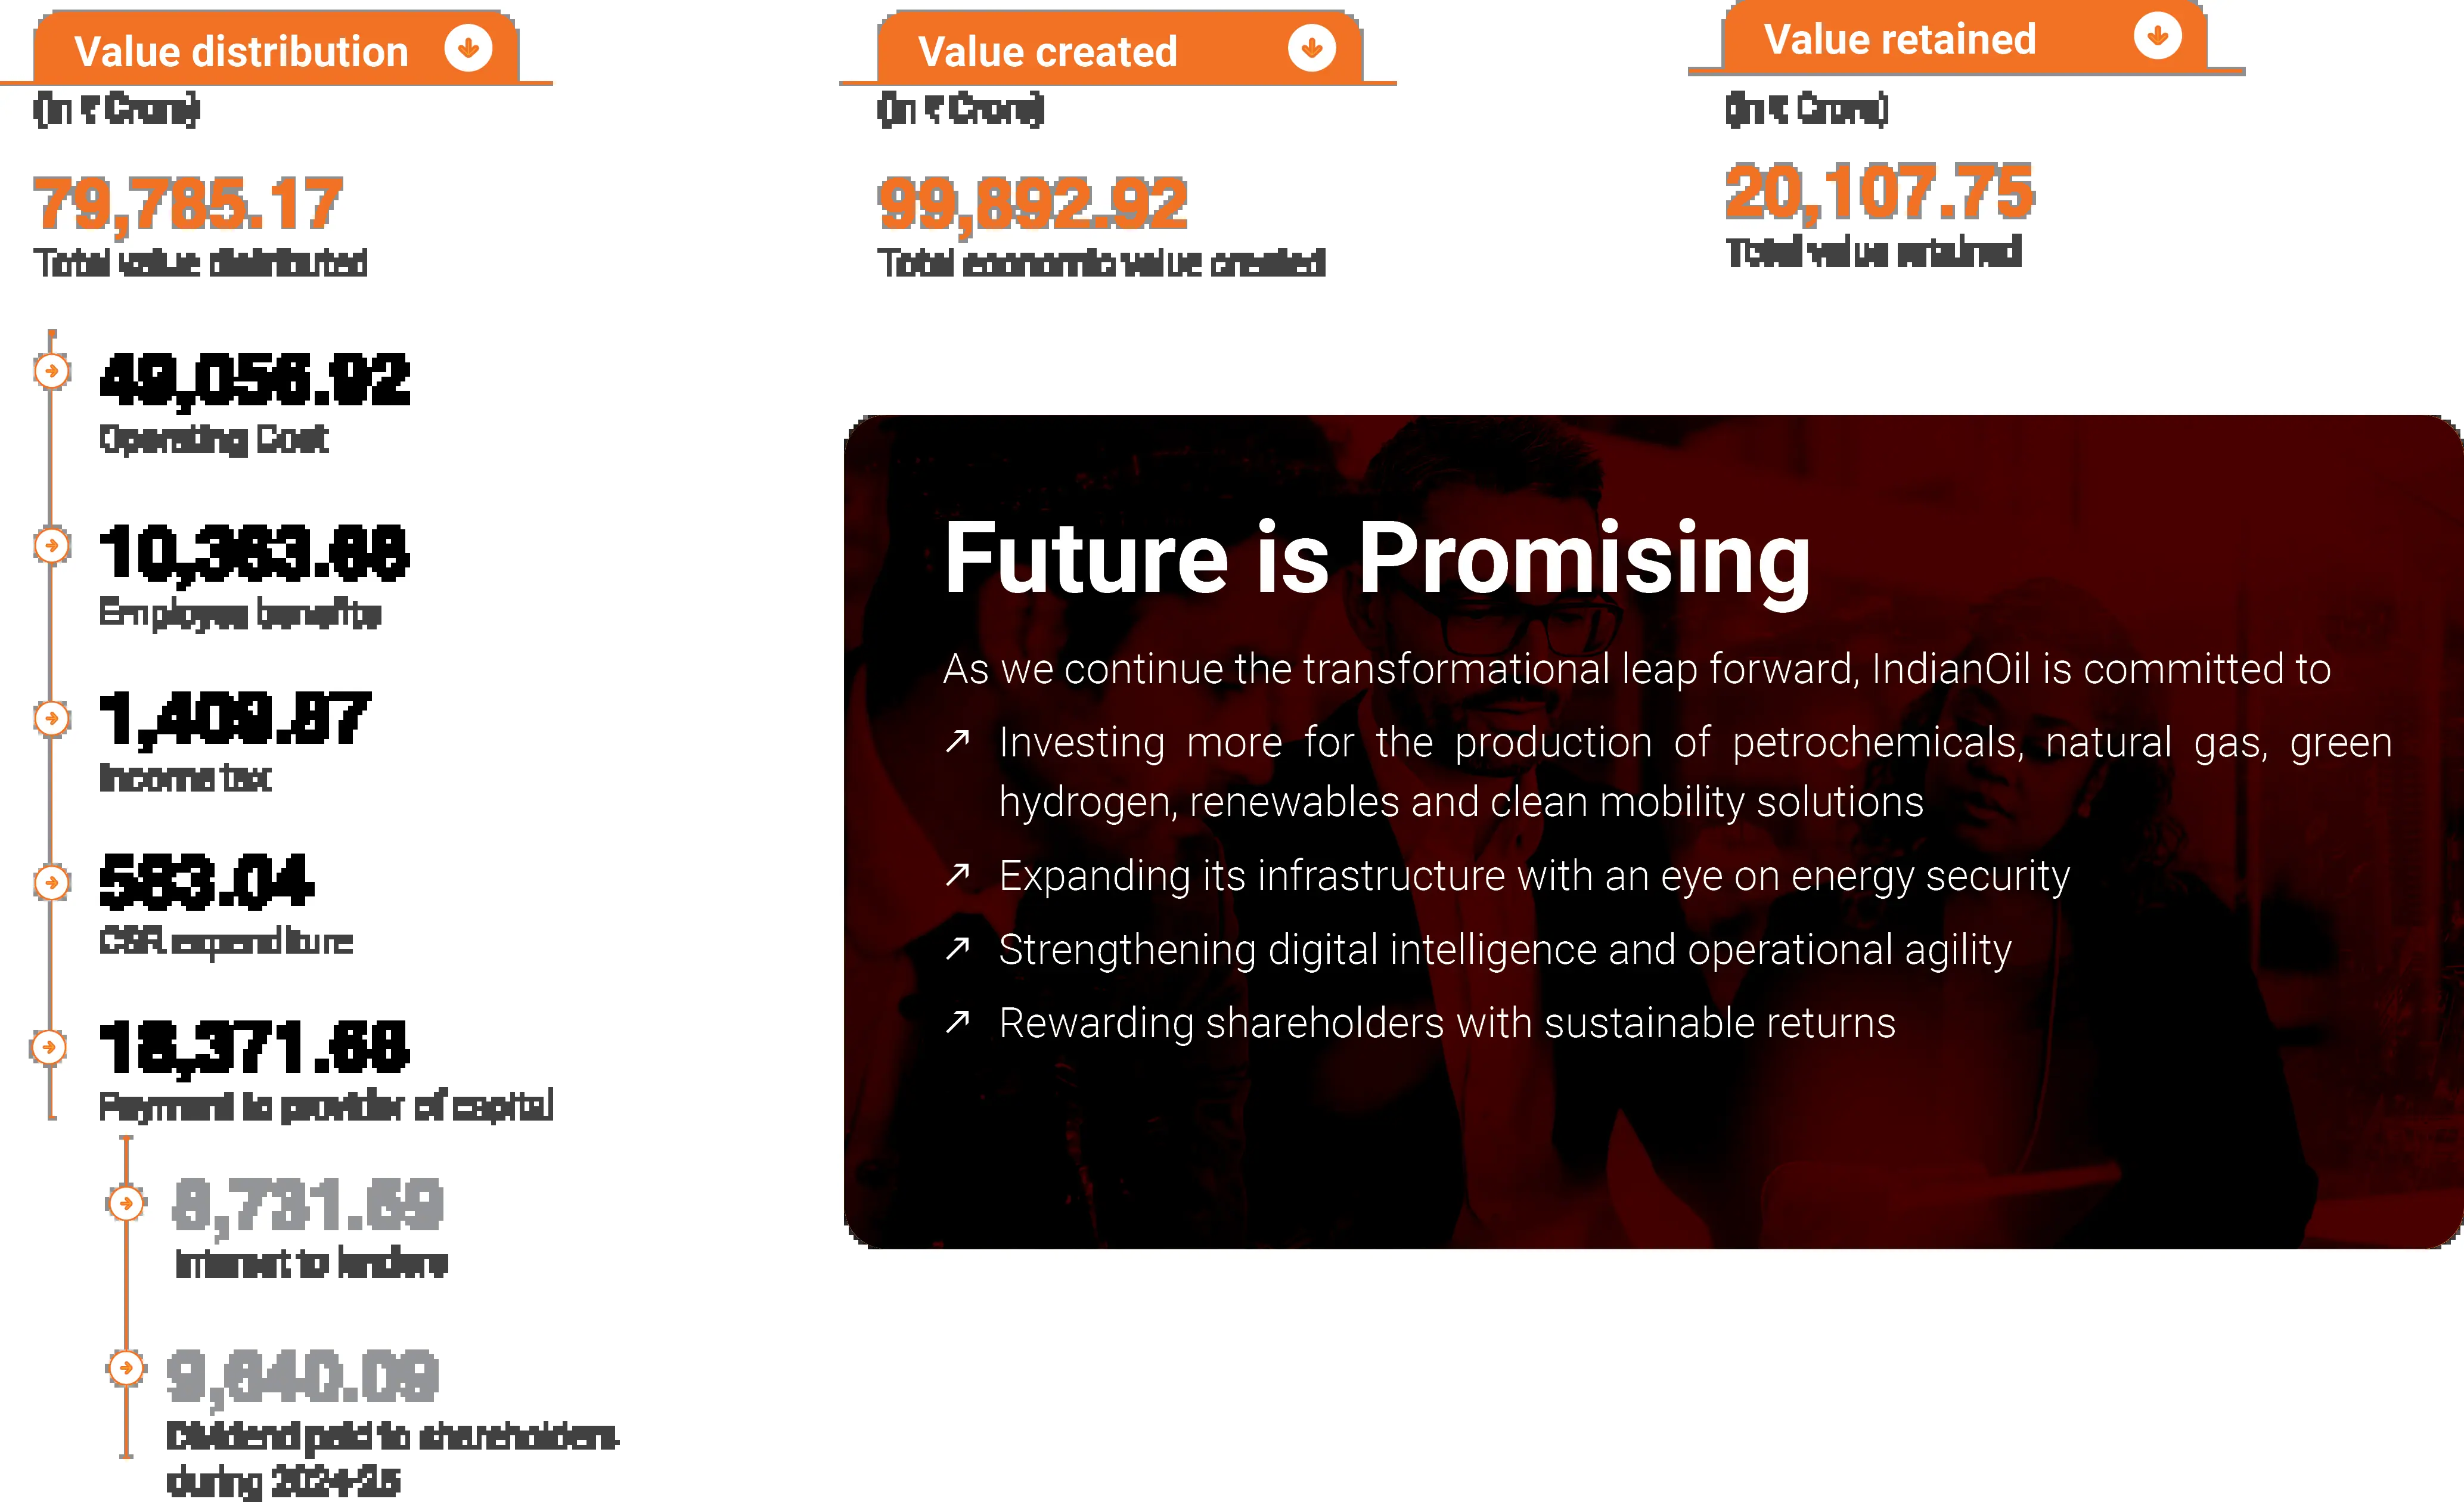 Value distribution
(In ₹ Crore)
79,785.17
Total value distributed
49,056.92
Operating Cost
10,363.66
Employee benefits
1,409.87
Income tax
583.04
CSR expenditure
18,371.68
Payment to provider of capital
8,731.59
Interest to lenders
9,640.09
Dividend paid to shareholders
during 2024-25
Value created
(In ₹ Crore)
99,892.92
Total economic value created
Value retained
(In ₹ Crore)
20,107.75
Total value retained
Future is Promising
As we continue the transformational leap forward, IndianOil is committed to
↗ Investing more for the production of petrochemicals, natural gas, green
hydrogen, renewables and clean mobility solutions
↗ Expanding its infrastructure with an eye on energy security
↗ Strengthening digital intelligence and operational agility
↗ Rewarding shareholders with sustainable returns